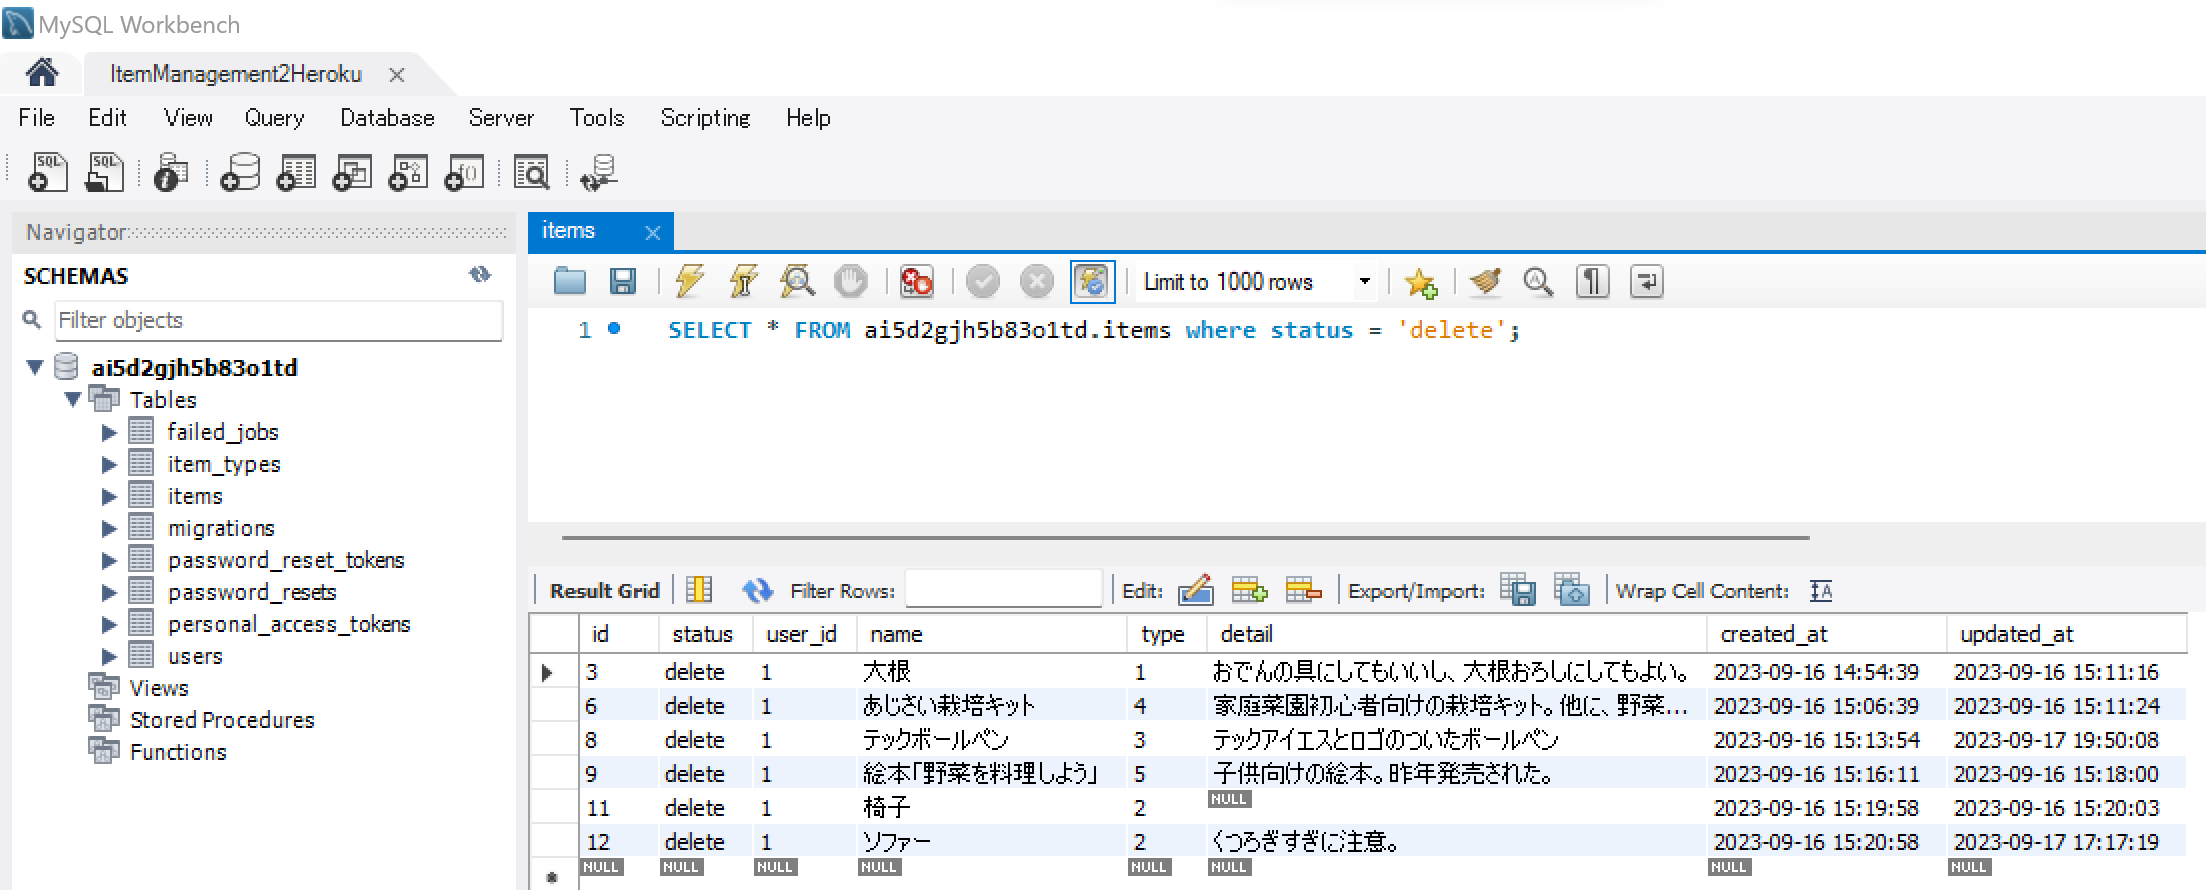 MySQL Workbench
ItemManagement2Heroku
File Edit View Query Database Server Tools Scripting Help
Navigator
SCHEMAS
Filter objects
ai5d2gjh5b83o1td
Tables
failed_jobs
item_types
items
migrations
password_reset_tokens
password_resets
personal_access_tokens
users
Views
Stored Procedures
Functions
items
Limit to 1000 rows
1 SELECT * FROM ai5d2gjh5b83o1td.items where status = 'delete';
Result Grid Filter Rows: Edit: Export/Import: Wrap Cell Content:
id status user_id name type detail created_at updated_at
3 delete 1 大根 1 おでんの具にしてもいいし、大根おろしにしてもよい。 2023-09-16 14:54:39 2023-09-16 15:11:16
6 delete 1 あじさい栽培キット 4 家庭菜園初心者向けの栽培キット。他に、野菜... 2023-09-16 15:06:39 2023-09-16 15:11:24
8 delete 1 テックボールペン 3 テックアイエスとロゴのついたボールペン 2023-09-16 15:13:54 2023-09-17 19:50:08
9 delete 1 絵本「野菜を料理しよう」 5 子供向けの絵本。昨年発売された。 2023-09-16 15:16:11 2023-09-16 15:18:00
11 delete 1 椅子 2 NULL 2023-09-16 15:19:58 2023-09-16 15:20:03
12 delete 1 ソファー 2 くつろぎすぎに注意。 2023-09-16 15:20:58 2023-09-17 17:17:19
NULL NULL NULL NULL NULL NULL NULL NULL